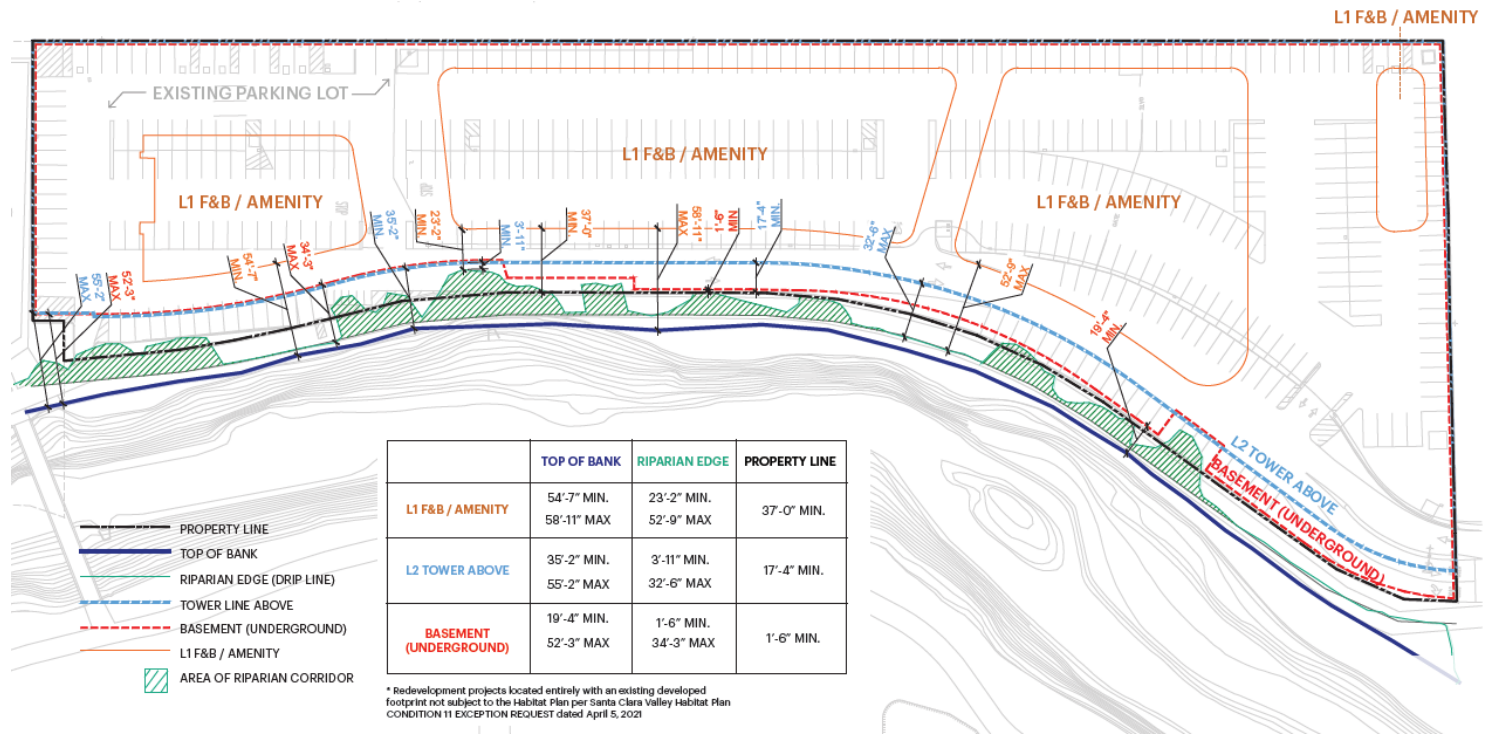 L1 F&B / AMENITY
EXISTING PARKING LOT
L1 F&B / AMENITY
L1 F&B / AMENITY
L1 F&B / AMENITY
55'-2"
MAX
52'-3"
MAX
54'-7"
MIN
34'-3"
MAX
35'-2"
MIN
23'-2"
MIN
3'-11"
MIN
37'-0"
MIN
58'-11"
MAX
1'-6"
MIN
17'-4"
MIN.
32'-6"
MAX
52'-9"
MAX
19'-4"
MIN.
L2 TOWER ABOVE
BASEMENT (UNDERGROUND)
TOP OF BANK RIPARIAN EDGE PROPERTY LINE
L1 F&B / AMENITY
54'-7" MIN.
58'-11" MAX
23'-2" MIN.
52'-9" MAX
37'-0" MIN.
L2 TOWER ABOVE
35'-2" MIN.
55'-2" MAX
3'-11" MIN.
32'-6" MAX
17'-4" MIN.
BASEMENT
(UNDERGROUND)
19'-4" MIN.
52'-3" MAX
1'-6" MIN.
34'-3" MAX
1'-6" MIN.
PROPERTY LINE
TOP OF BANK
RIPARIAN EDGE (DRIP LINE)
TOWER LINE ABOVE
BASEMENT (UNDERGROUND)
L1 F&B / AMENITY
AREA OF RIPARIAN CORRIDOR
* Redevelopment projects located entirely with an existing developed
footprint not subject to the Habitat Plan per Santa Clara Valley Habitat Plan
CONDITION 11 EXCEPTION REQUEST dated April 5, 2021